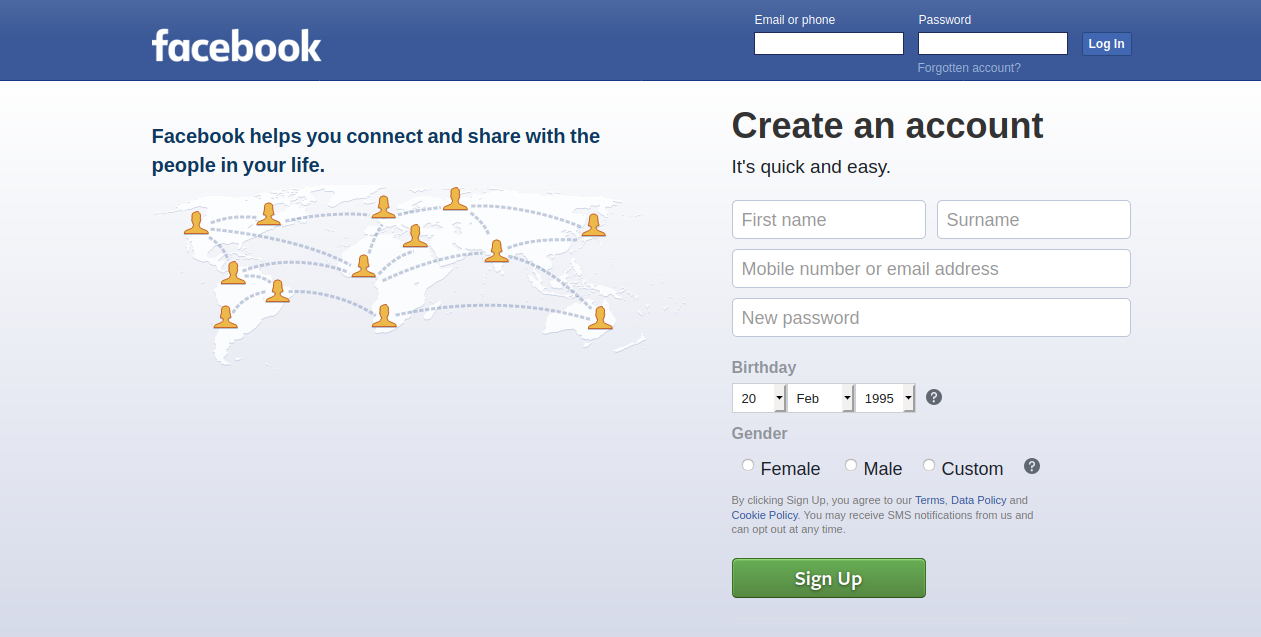 facebook
Email or phone
Password
Log In
Forgotten account?
Facebook helps you connect and share with the
people in your life.
Create an account
It's quick and easy.
First name
Surname
Mobile number or email address
New password
Birthday
20 Feb 1995 ?
Gender
Female Male Custom ?
By clicking Sign Up, you agree to our Terms, Data Policy and
Cookie Policy. You may receive SMS notifications from us and
can opt out at any time.
Sign Up